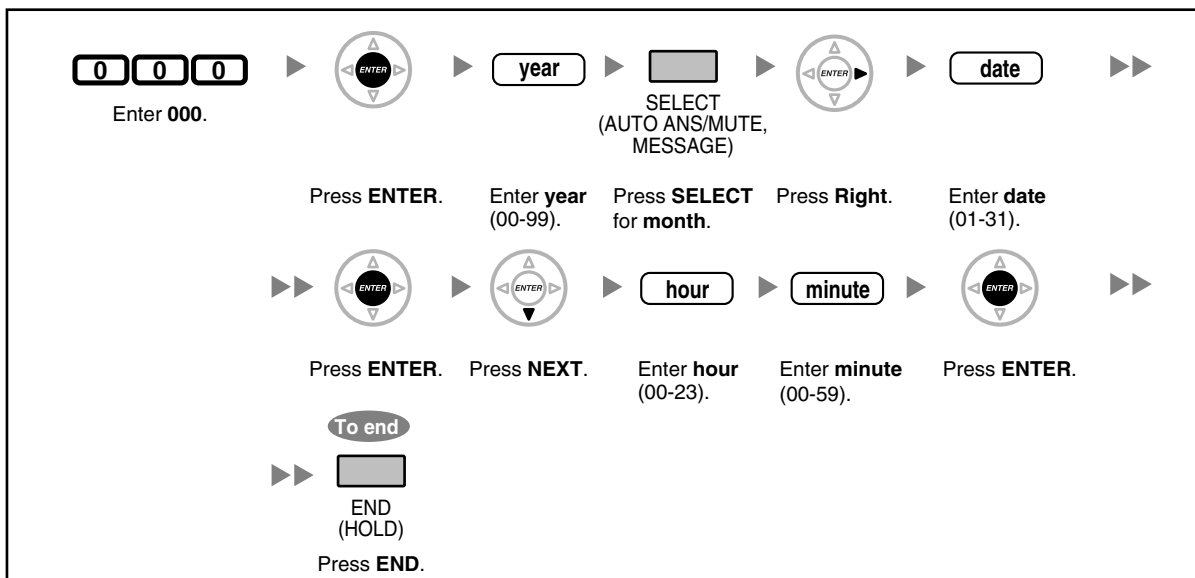 0 0 0
ENTER
year
ENTER
date
SELECT
(AUTO ANS/MUTE,
MESSAGE)
Enter 000.
Press ENTER.
Enter year
(00-99).
Press SELECT
for month.
Press Right.
Enter date
(01-31).
ENTER
ENTER
hour
minute
ENTER
Press ENTER.
Press NEXT.
Enter hour
(00-23).
Enter minute
(00-59).
Press ENTER.
To end
END
(HOLD)
Press END.